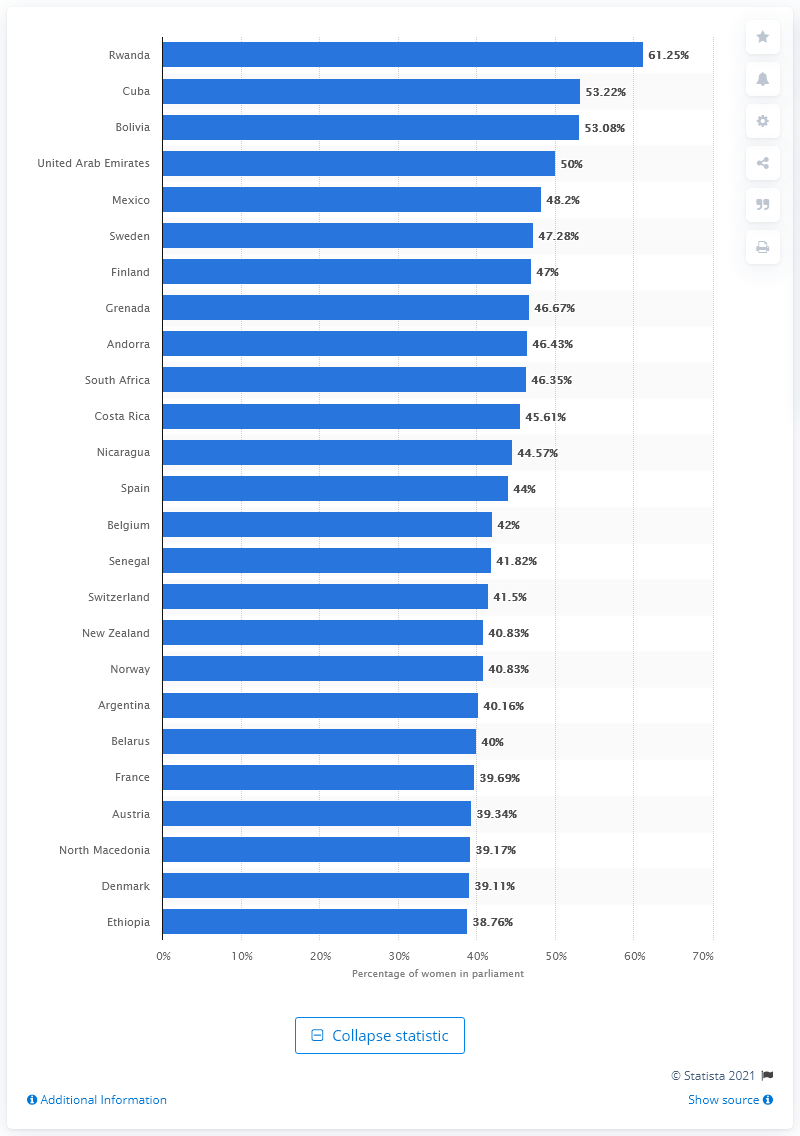 Rwanda 61.25%
Cuba 53.22%
Bolivia 53.08%
United Arab Emirates 50%
Mexico 48.2%
Sweden 47.28%
Finland 47%
Grenada 46.67%
Andorra 46.43%
South Africa 46.35%
Costa Rica 45.61%
Nicaragua 44.57%
Spain 44%
Belgium 42%
Senegal 41.82%
Switzerland 41.5%
New Zealand 40.83%
Norway 40.83%
Argentina 40.16%
Belarus 40%
France 39.69%
Austria 39.34%
North Macedonia 39.17%
Denmark 39.11%
Ethiopia 38.76%
0% 10% 20% 30% 40% 50% 60% 70%
Percentage of women in parliament
Collapse statistic
© Statista 2021
Additional Information Show source